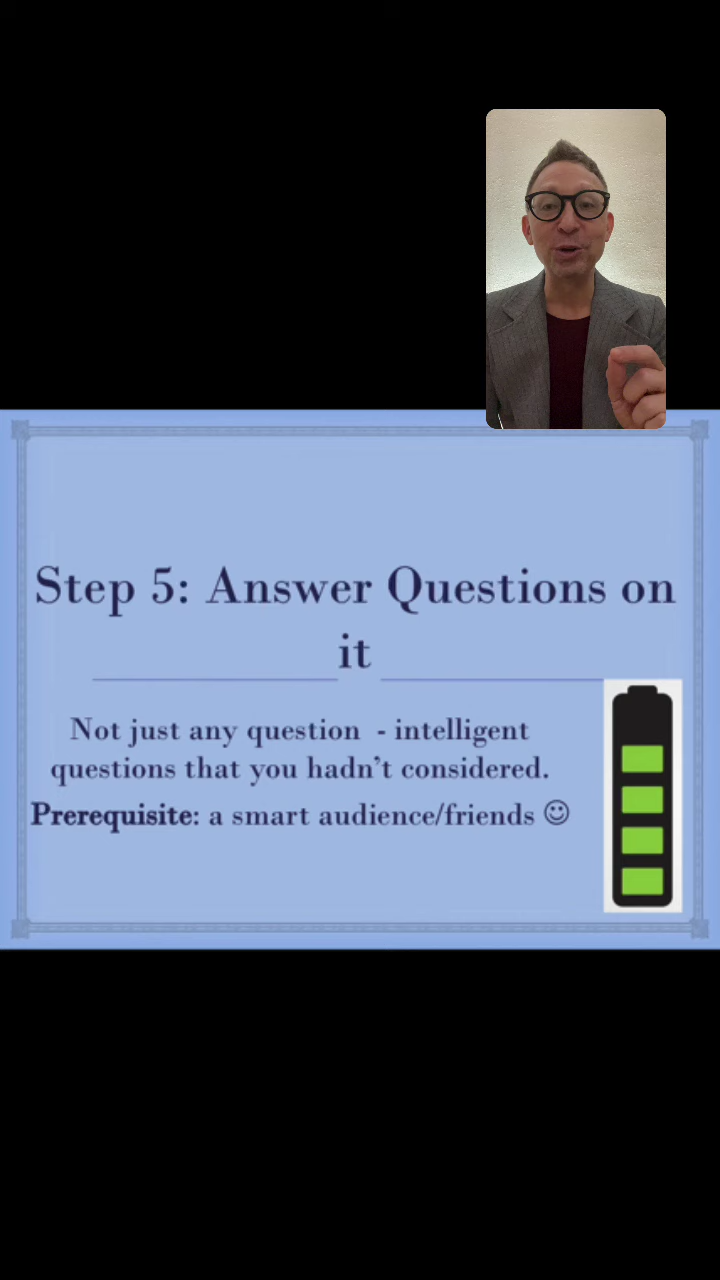 Step 5: Answer Questions on
it
Not just any question - intelligent
questions that you hadn’t considered.
Prerequisite: a smart audience/friends ☺